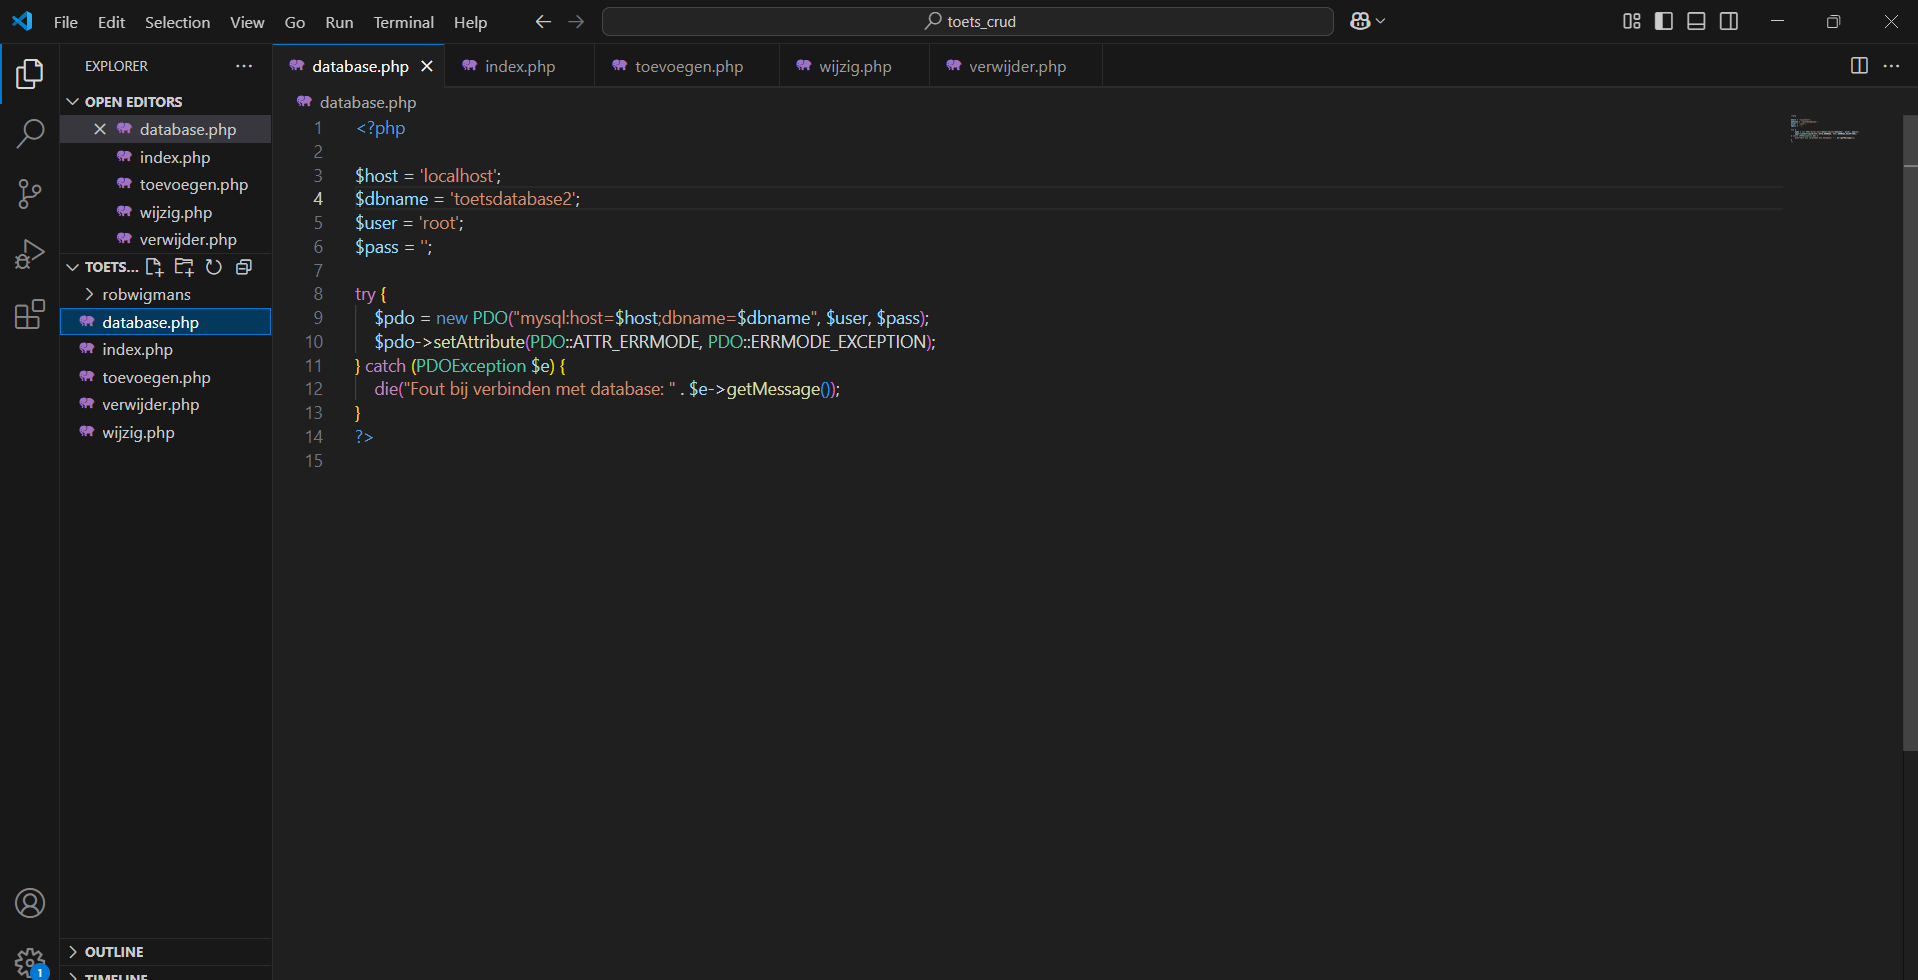 File Edit Selection View Go Run Terminal Help
toets_crud
EXPLORER
OPEN EDITORS
database.php
index.php
toevoegen.php
wijzig.php
verwijder.php
TOETS...
robwigmans
database.php
index.php
toevoegen.php
verwijder.php
wijzig.php
OUTLINE
TIMELINE
1
database.php index.php toevoegen.php wijzig.php verwijder.php
database.php
1 <?php
2
3 $host = 'localhost';
4 $dbname = 'toetsdatabase2';
5 $user = 'root';
6 $pass = '';
7
8 try {
9 $pdo = new PDO("mysql:host=$host;dbname=$dbname", $user, $pass);
10 $pdo->setAttribute(PDO::ATTR_ERRMODE, PDO::ERRMODE_EXCEPTION);
11 } catch (PDOException $e) {
12 die("Fout bij verbinden met database: " . $e->getMessage());
13 }
14 ?>
15